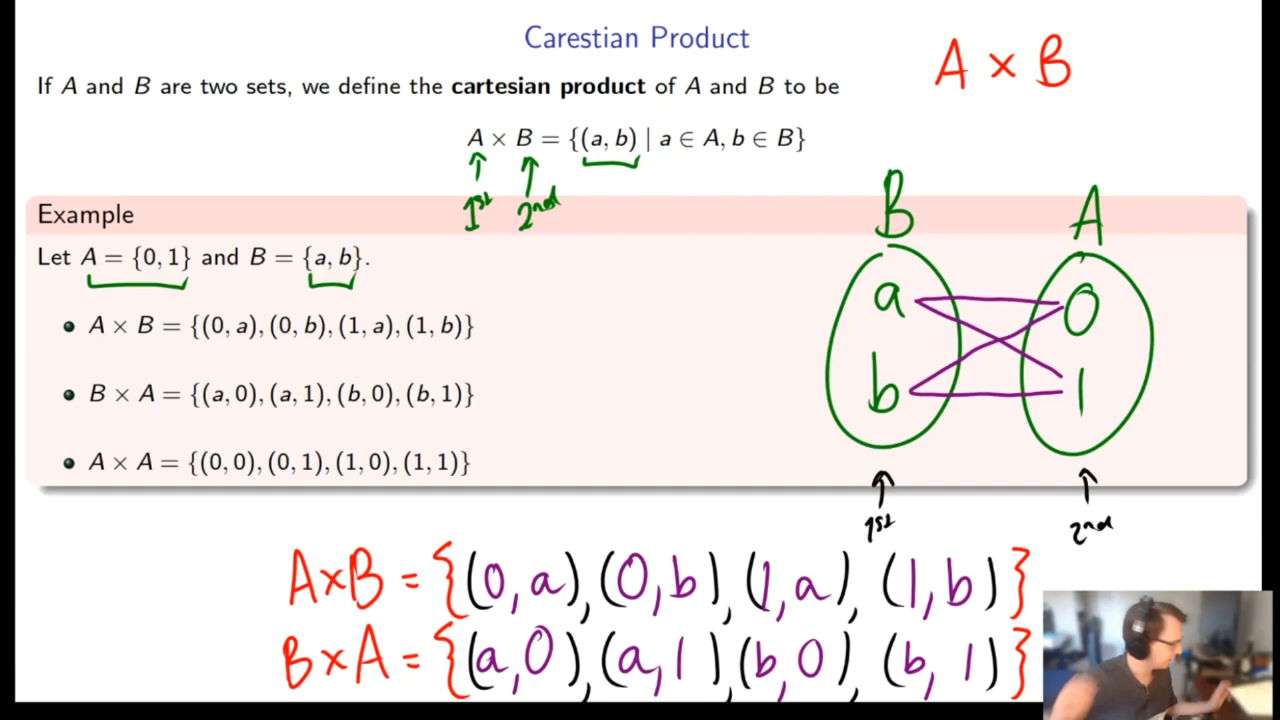 Carestian Product
A × B
If A and B are two sets, we define the cartesian product of A and B to be
A × B = {(a, b) | a ∈ A, b ∈ B}
1st 2nd
B A
Example
Let A = {0, 1} and B = {a, b}.
a 0
A × B = {(0, a), (0, b), (1, a), (1, b)}
B × A = {(a, 0), (a, 1), (b, 0), (b, 1)}
b 1
A × A = {(0, 0), (0, 1), (1, 0), (1, 1)}
1st 2nd
A×B = {(0, a), (0, b), (1, a), (1, b)}
B×A = {(a, 0), (a, 1), (b, 0), (b, 1)}